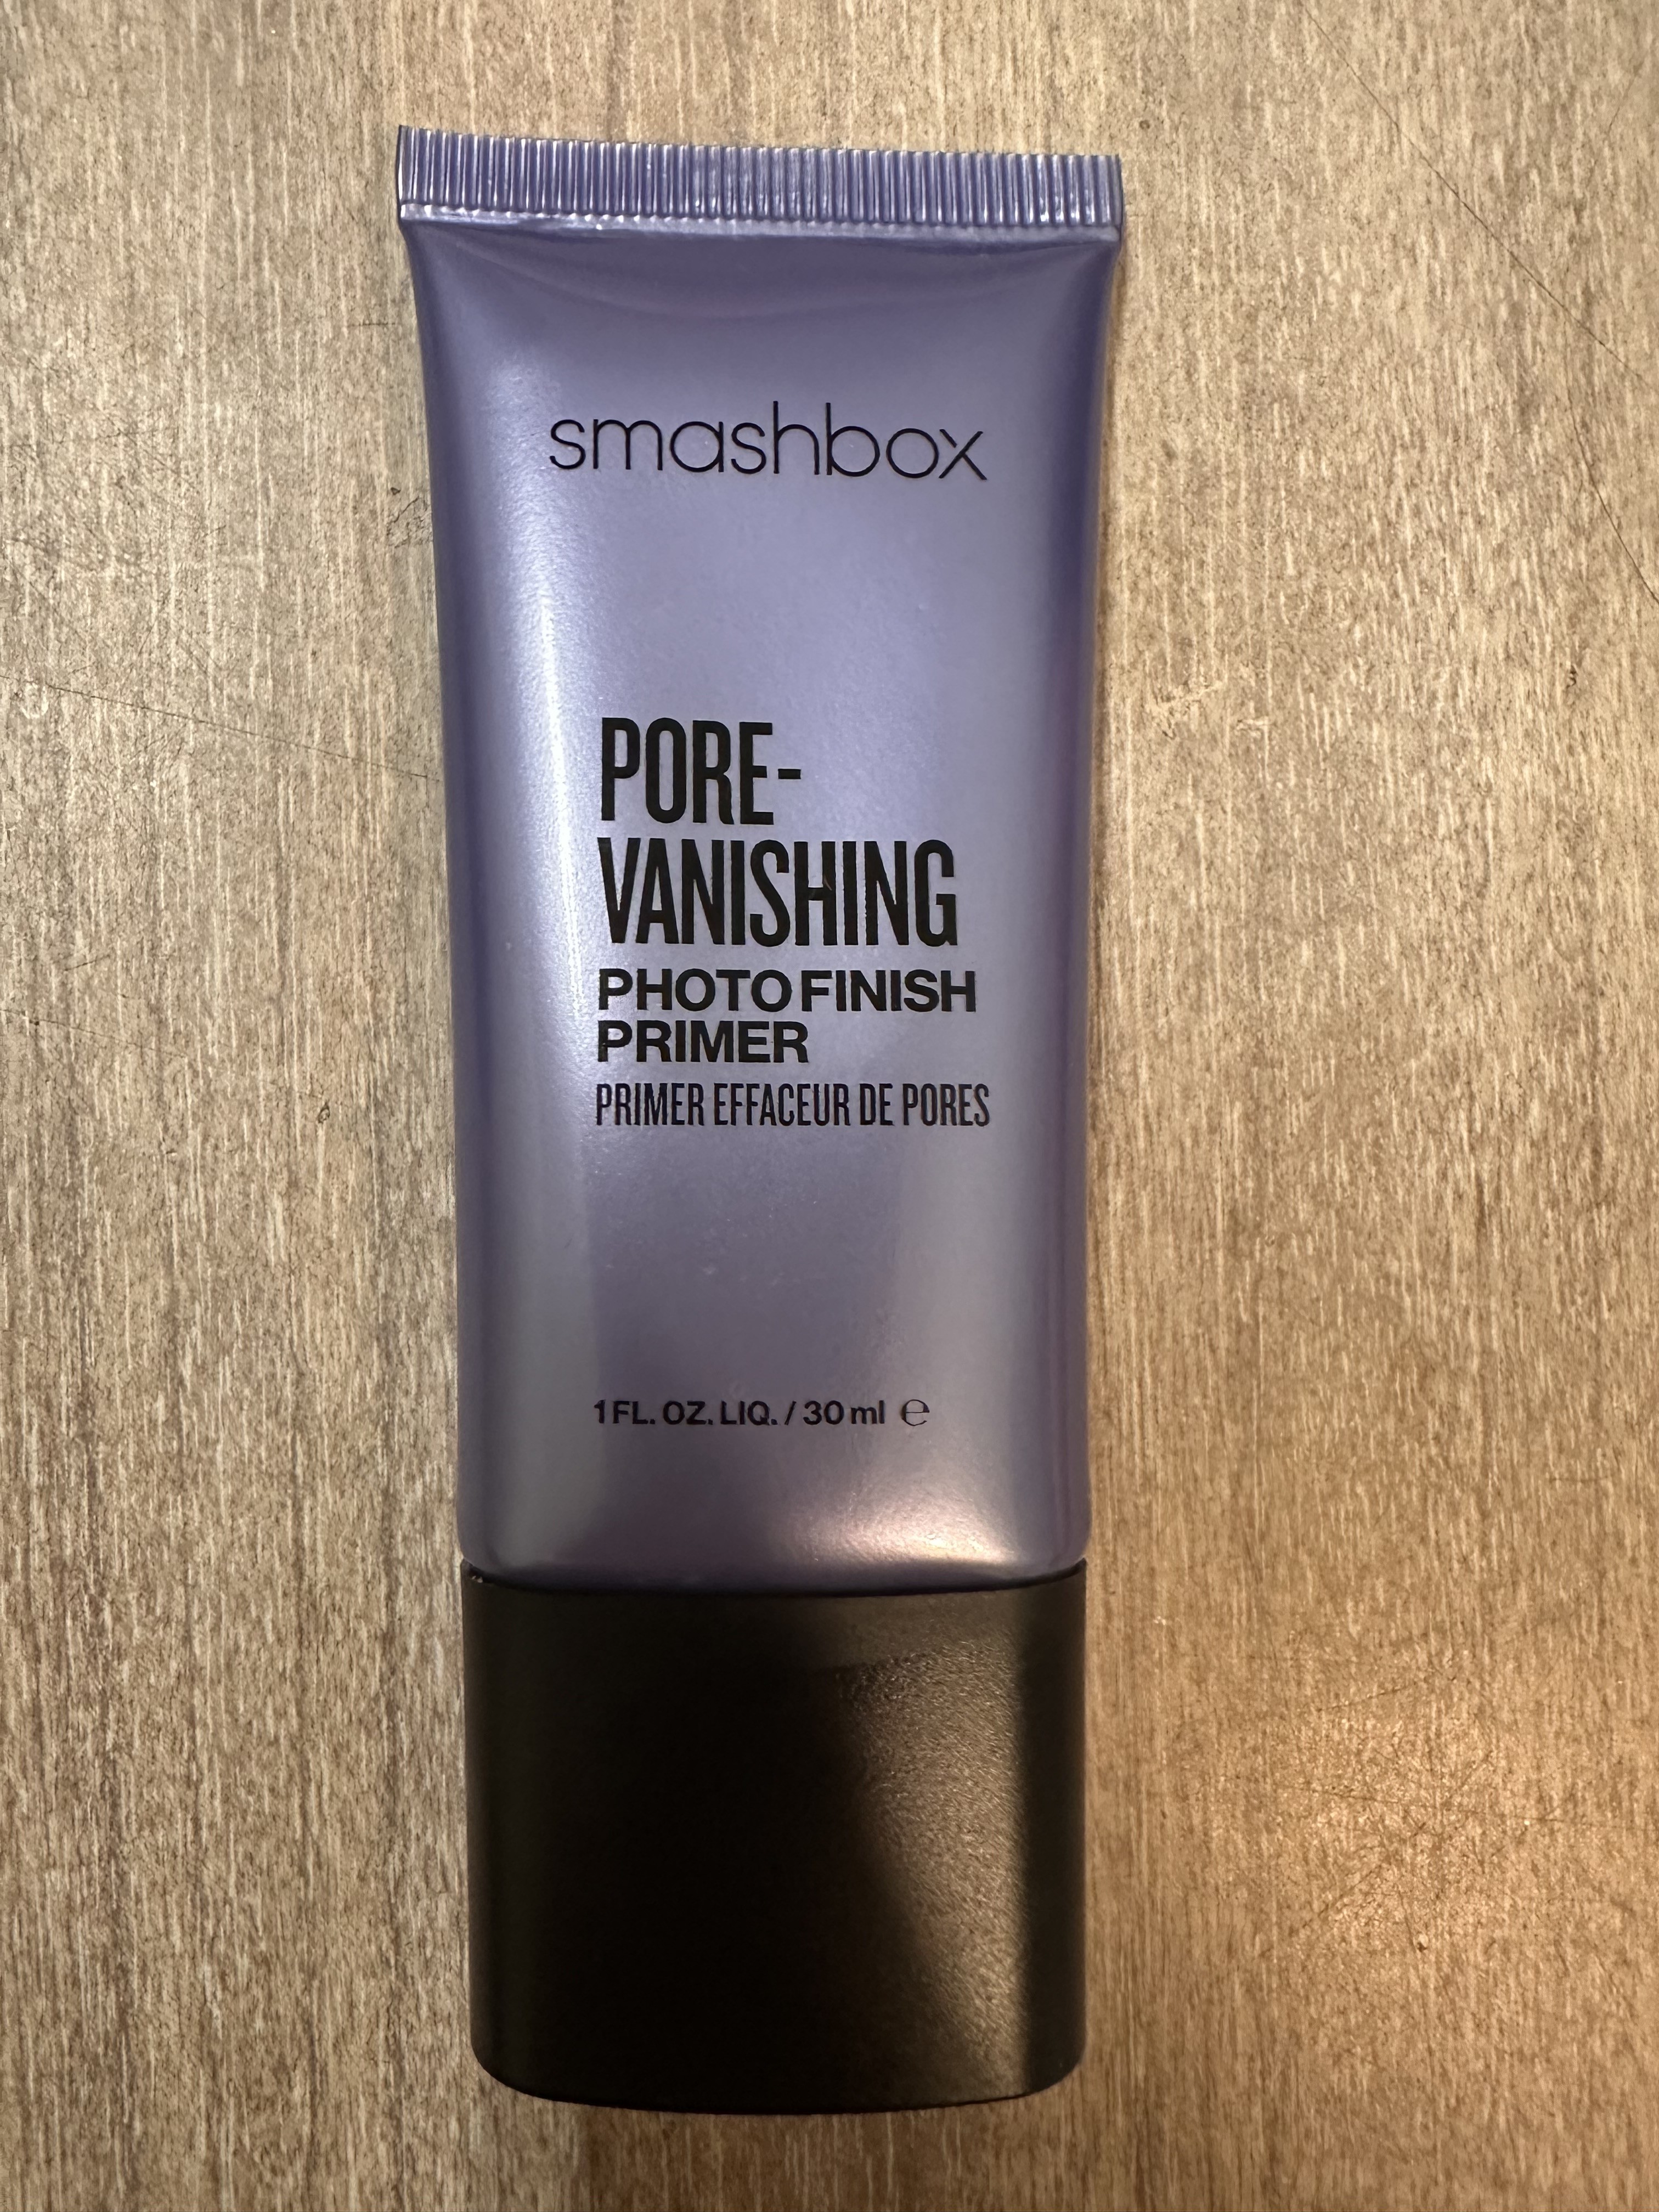 smashbox
PORE-
VANISHING
PHOTO FINISH
PRIMER
PRIMER EFFACEUR DE PORES
1 FL. OZ. LIQ. / 30 ml ℮